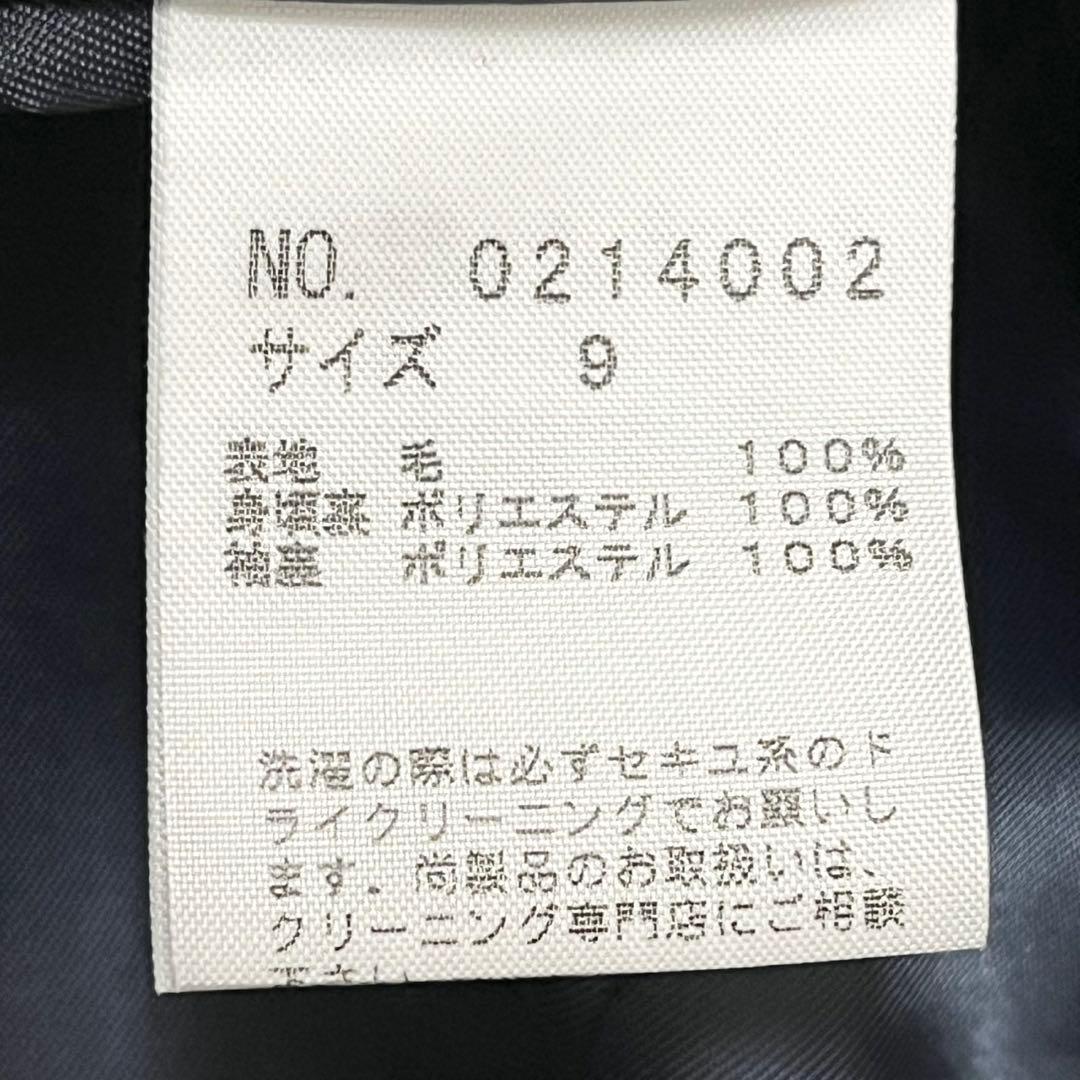 NO. 0214002
サイズ 9
表地 毛 100%
身頃裏 ポリエステル 100%
袖裏 ポリエステル 100%
洗濯の際は必ずセキユ系のド
ライクリーニングでお願いし
ます．尚製品のお取扱いは、
クリーニング専門店にご相談
下さい